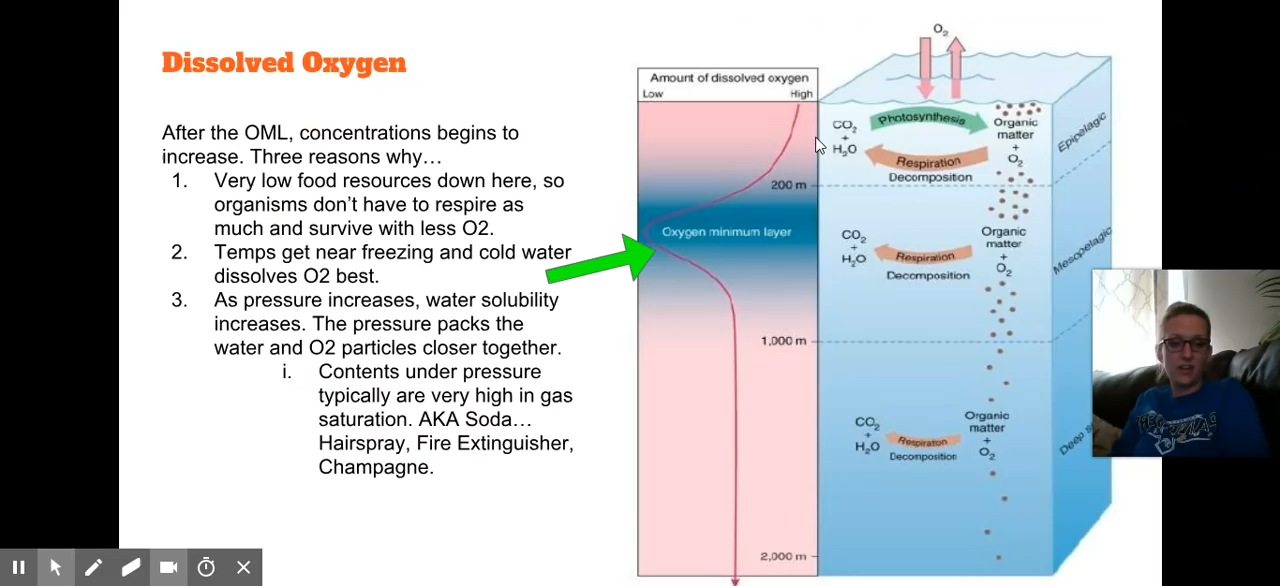 Dissolved Oxygen
After the OML, concentrations begins to
increase. Three reasons why…
1. Very low food resources down here, so
organisms don't have to respire as
much and survive with less O2.
2. Temps get near freezing and cold water
dissolves O2 best.
3. As pressure increases, water solubility
increases. The pressure packs the
water and O2 particles closer together.
i. Contents under pressure
typically are very high in gas
saturation. AKA Soda…
Hairspray, Fire Extinguisher,
Champagne.
Amount of dissolved oxygen
Low High
200 m
Oxygen minimum layer
1,000 m
2,000 m
O₂
CO₂
+
H₂O
Photosynthesis
Respiration
Decomposition
Organic
matter
+
O₂
Epipelagic
CO₂
+
H₂O
Respiration
Decomposition
Organic
matter
+
O₂
Mesopelagic
CO₂
+
H₂O
Respiration
Decomposition
Organic
matter
+
O₂
Deep